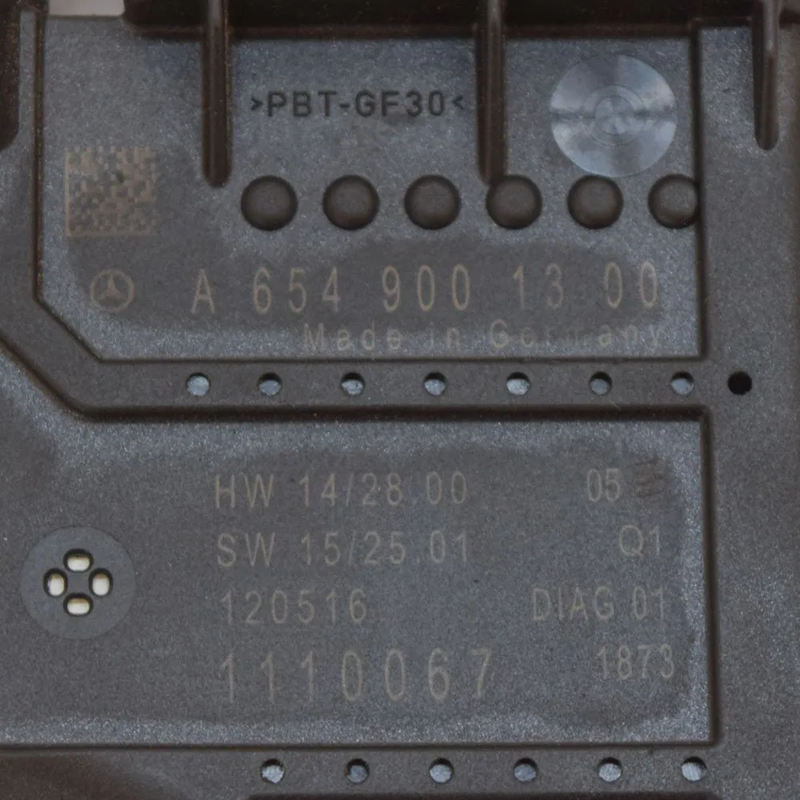 >PBT-GF30<
A 654 900 13 00
Made in Germany
HW 14/28.00 05
SW 15/25.01 Q1
120516 DIAG 01
1110067 1873